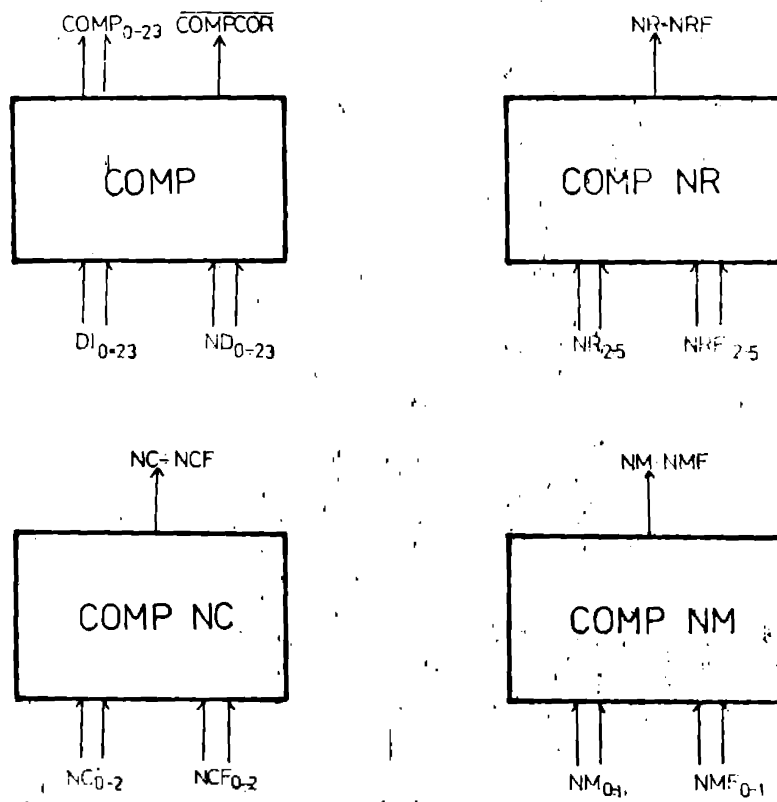 COMP0-23 C̅O̅M̅P̅C̅O̅R̅
NR-NRF
COMP
COMP NR
DI0-23 ND0-23
NR2-5 NRF2-5
NC-NCF
NM-NMF
COMP NC
COMP NM
NC0-2 NCF0-2
NM0-1 NMF0-1